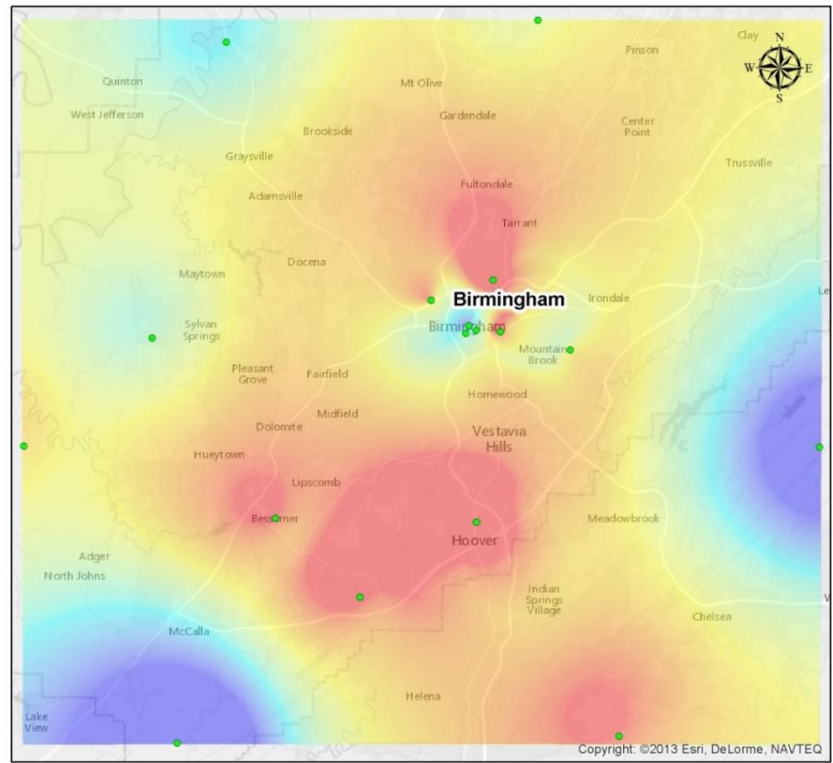 Clay
N
W
E
S
Pinson
Mt Olive
Quinton
West Jefferson
Gardendale
Center
Point
Brookside
Graysville
Trussville
Fultondale
Adamsville
Tarrant
Docena
Maytown
Birmingham
Irondale
Le
Sylvan
Springs
Birmingham
Mountain
Brook
Pleasant
Grove
Fairfield
Homewood
Midfield
Dolomite
Vestavia
Hills
Hueytown
Lipscomb
Bessemer
Meadowbrook
Hoover
Adger
North Johns
Indian
Springs
Village
Chelsea
McCalla
Helena
Lake
View
Copyright: ©2013 Esri, DeLorme, NAVTEQ